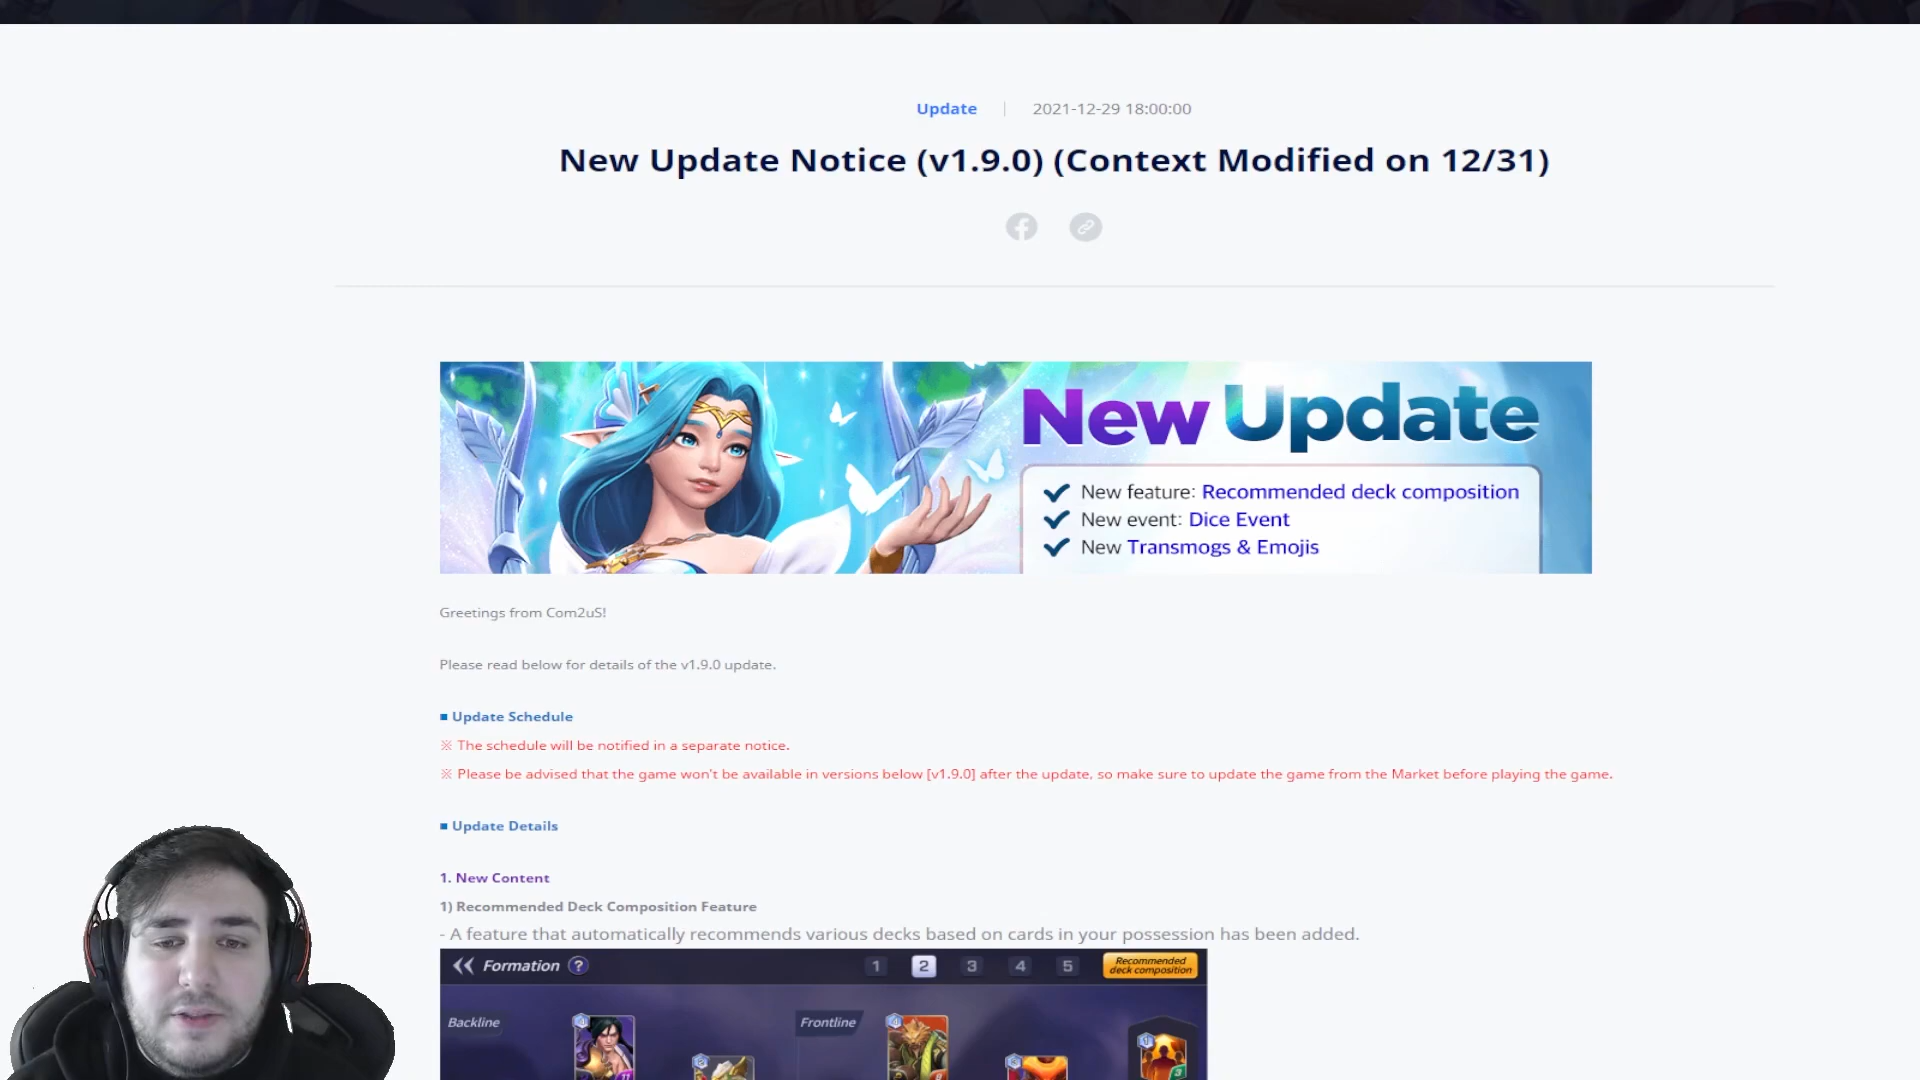 Update | 2021-12-29 18:00:00
New Update Notice (v1.9.0) (Context Modified on 12/31)
New Update
New feature: Recommended deck composition
New event: Dice Event
New Transmogs & Emojis
Greetings from Com2uS!
Please read below for details of the v1.9.0 update.
■ Update Schedule
※ The schedule will be notified in a separate notice.
※ Please be advised that the game won't be available in versions below [v1.9.0] after the update, so make sure to update the game from the Market before playing the game.
■ Update Details
1. New Content
1) Recommended Deck Composition Feature
- A feature that automatically recommends various decks based on cards in your possession has been added.
Formation ? 1 2 3 4 5 Recommended
deck composition
Backline Frontline
11 3